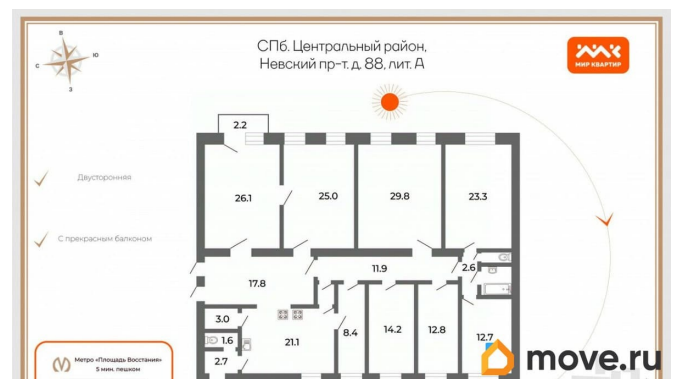 СПб. Центральный район,
Невский пр-т. д. 88, лит. А
МИР КВАРТИР
В
Ю
С
З
Двусторонняя
С прекрасным балконом
2.2
26.1
25.0
29.8
23.3
17.8
11.9
2.6
3.0
1.6
2.7
21.1
8.4
14.2
12.8
12.7
Метро «Площадь Восстания»
5 мин. пешком
move.ru